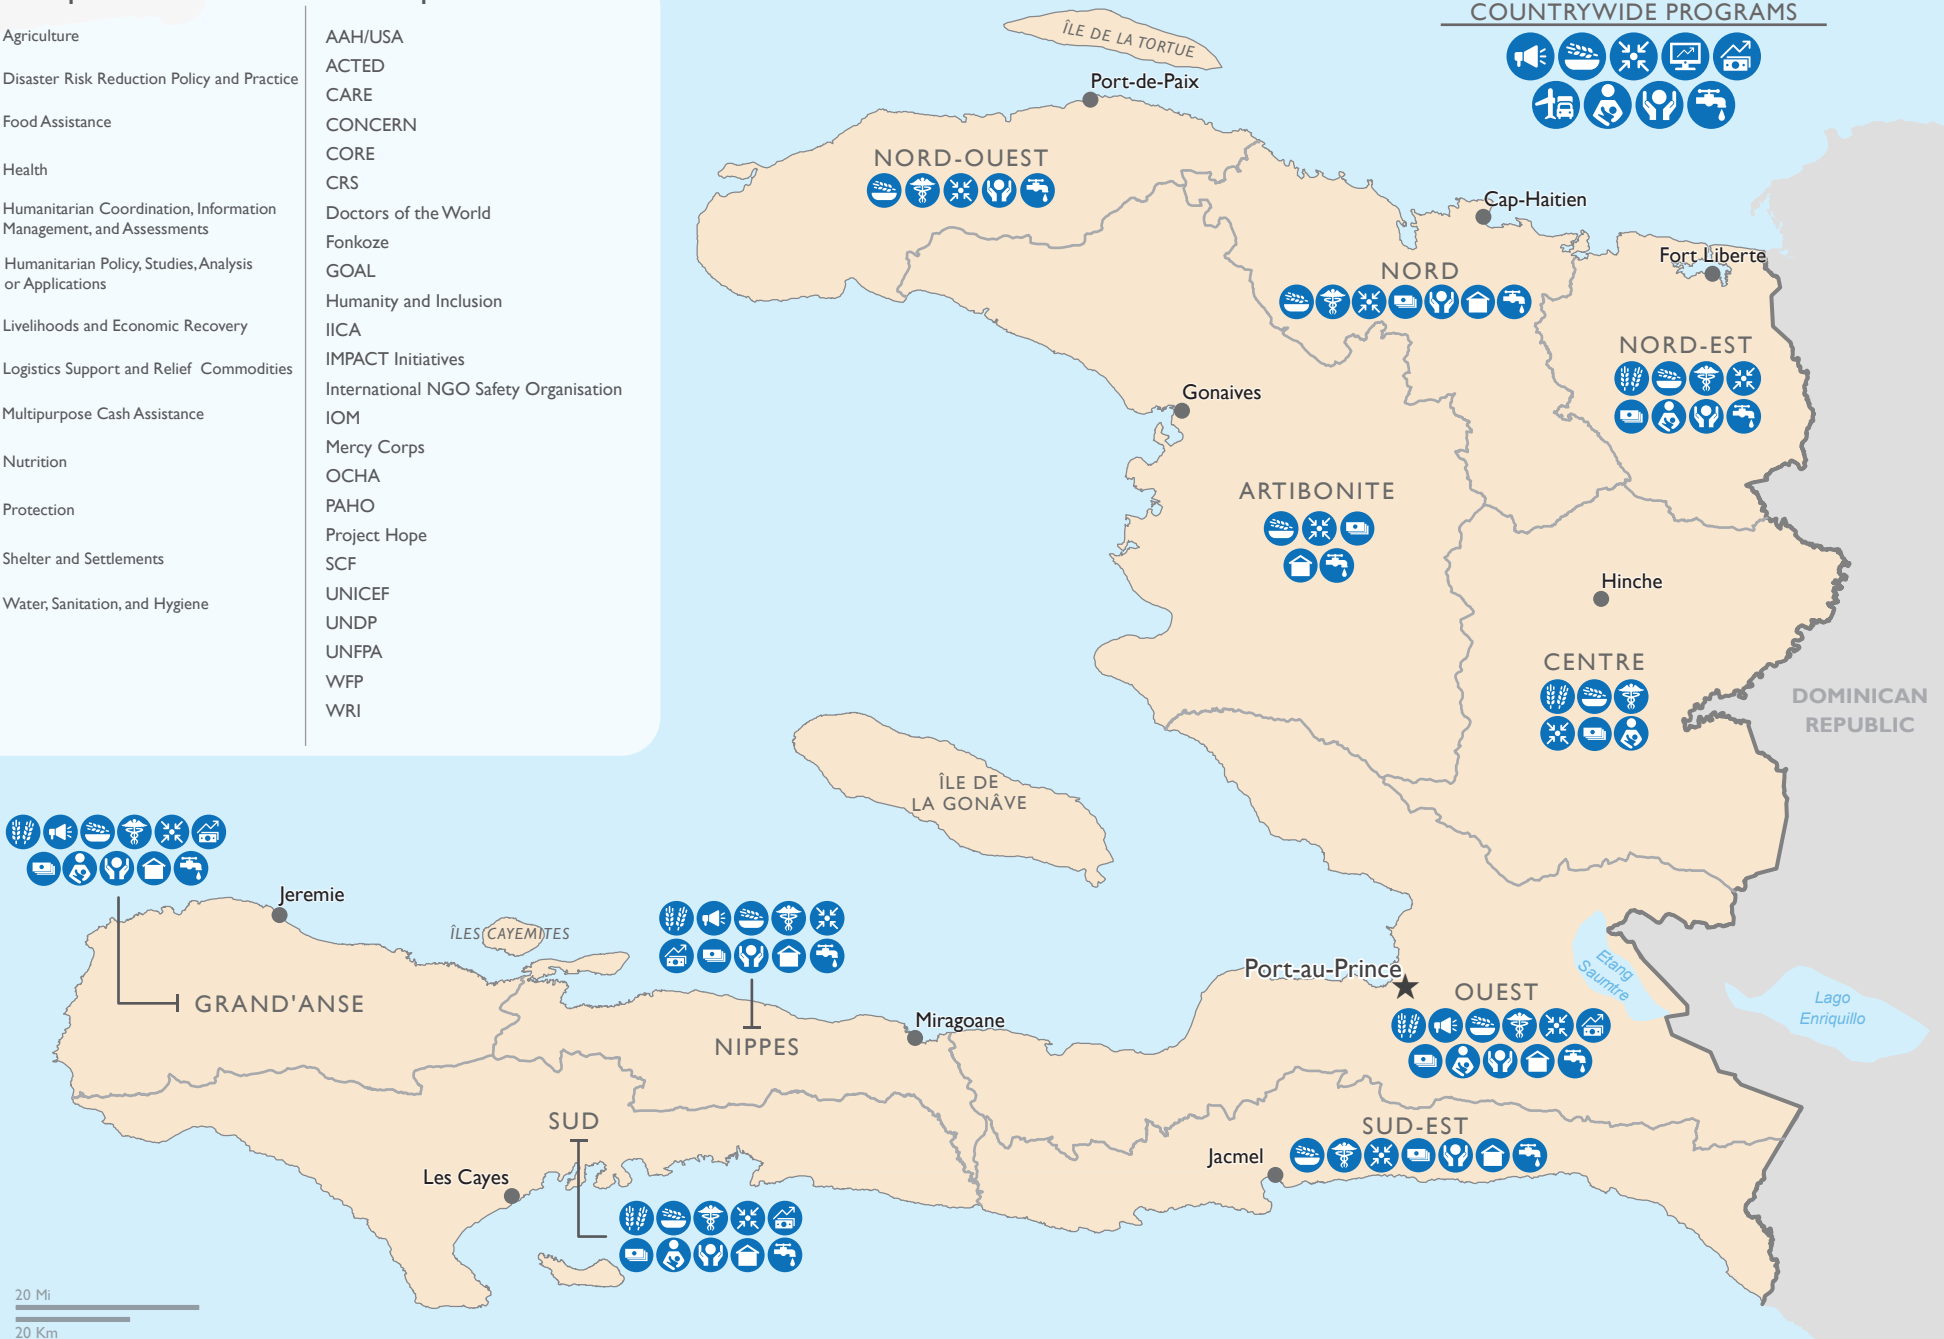 Agriculture
Disaster Risk Reduction Policy and Practice
Food Assistance
Health
Humanitarian Coordination, Information
Management, and Assessments
Humanitarian Policy, Studies, Analysis
or Applications
Livelihoods and Economic Recovery
Logistics Support and Relief Commodities
Multipurpose Cash Assistance
Nutrition
Protection
Shelter and Settlements
Water, Sanitation, and Hygiene
AAH/USA
ACTED
CARE
CONCERN
CORE
CRS
Doctors of the World
Fonkoze
GOAL
Humanity and Inclusion
IICA
IMPACT Initiatives
International NGO Safety Organisation
IOM
Mercy Corps
OCHA
PAHO
Project Hope
SCF
UNICEF
UNDP
UNFPA
WFP
WRI
COUNTRYWIDE PROGRAMS
ÎLE DE LA TORTUE
Port-de-Paix
NORD-OUEST
Cap-Haitien
Fort Liberte
NORD
NORD-EST
Gonaives
ARTIBONITE
Hinche
CENTRE
DOMINICAN
REPUBLIC
ÎLE DE
LA GONÂVE
Jeremie
ÎLES CAYEMITES
GRAND'ANSE
NIPPES
Miragoane
Port-au-Prince
OUEST
Etang
Saumtre
Lago
Enriquillo
SUD
SUD-EST
Jacmel
Les Cayes
20 Mi
20 Km